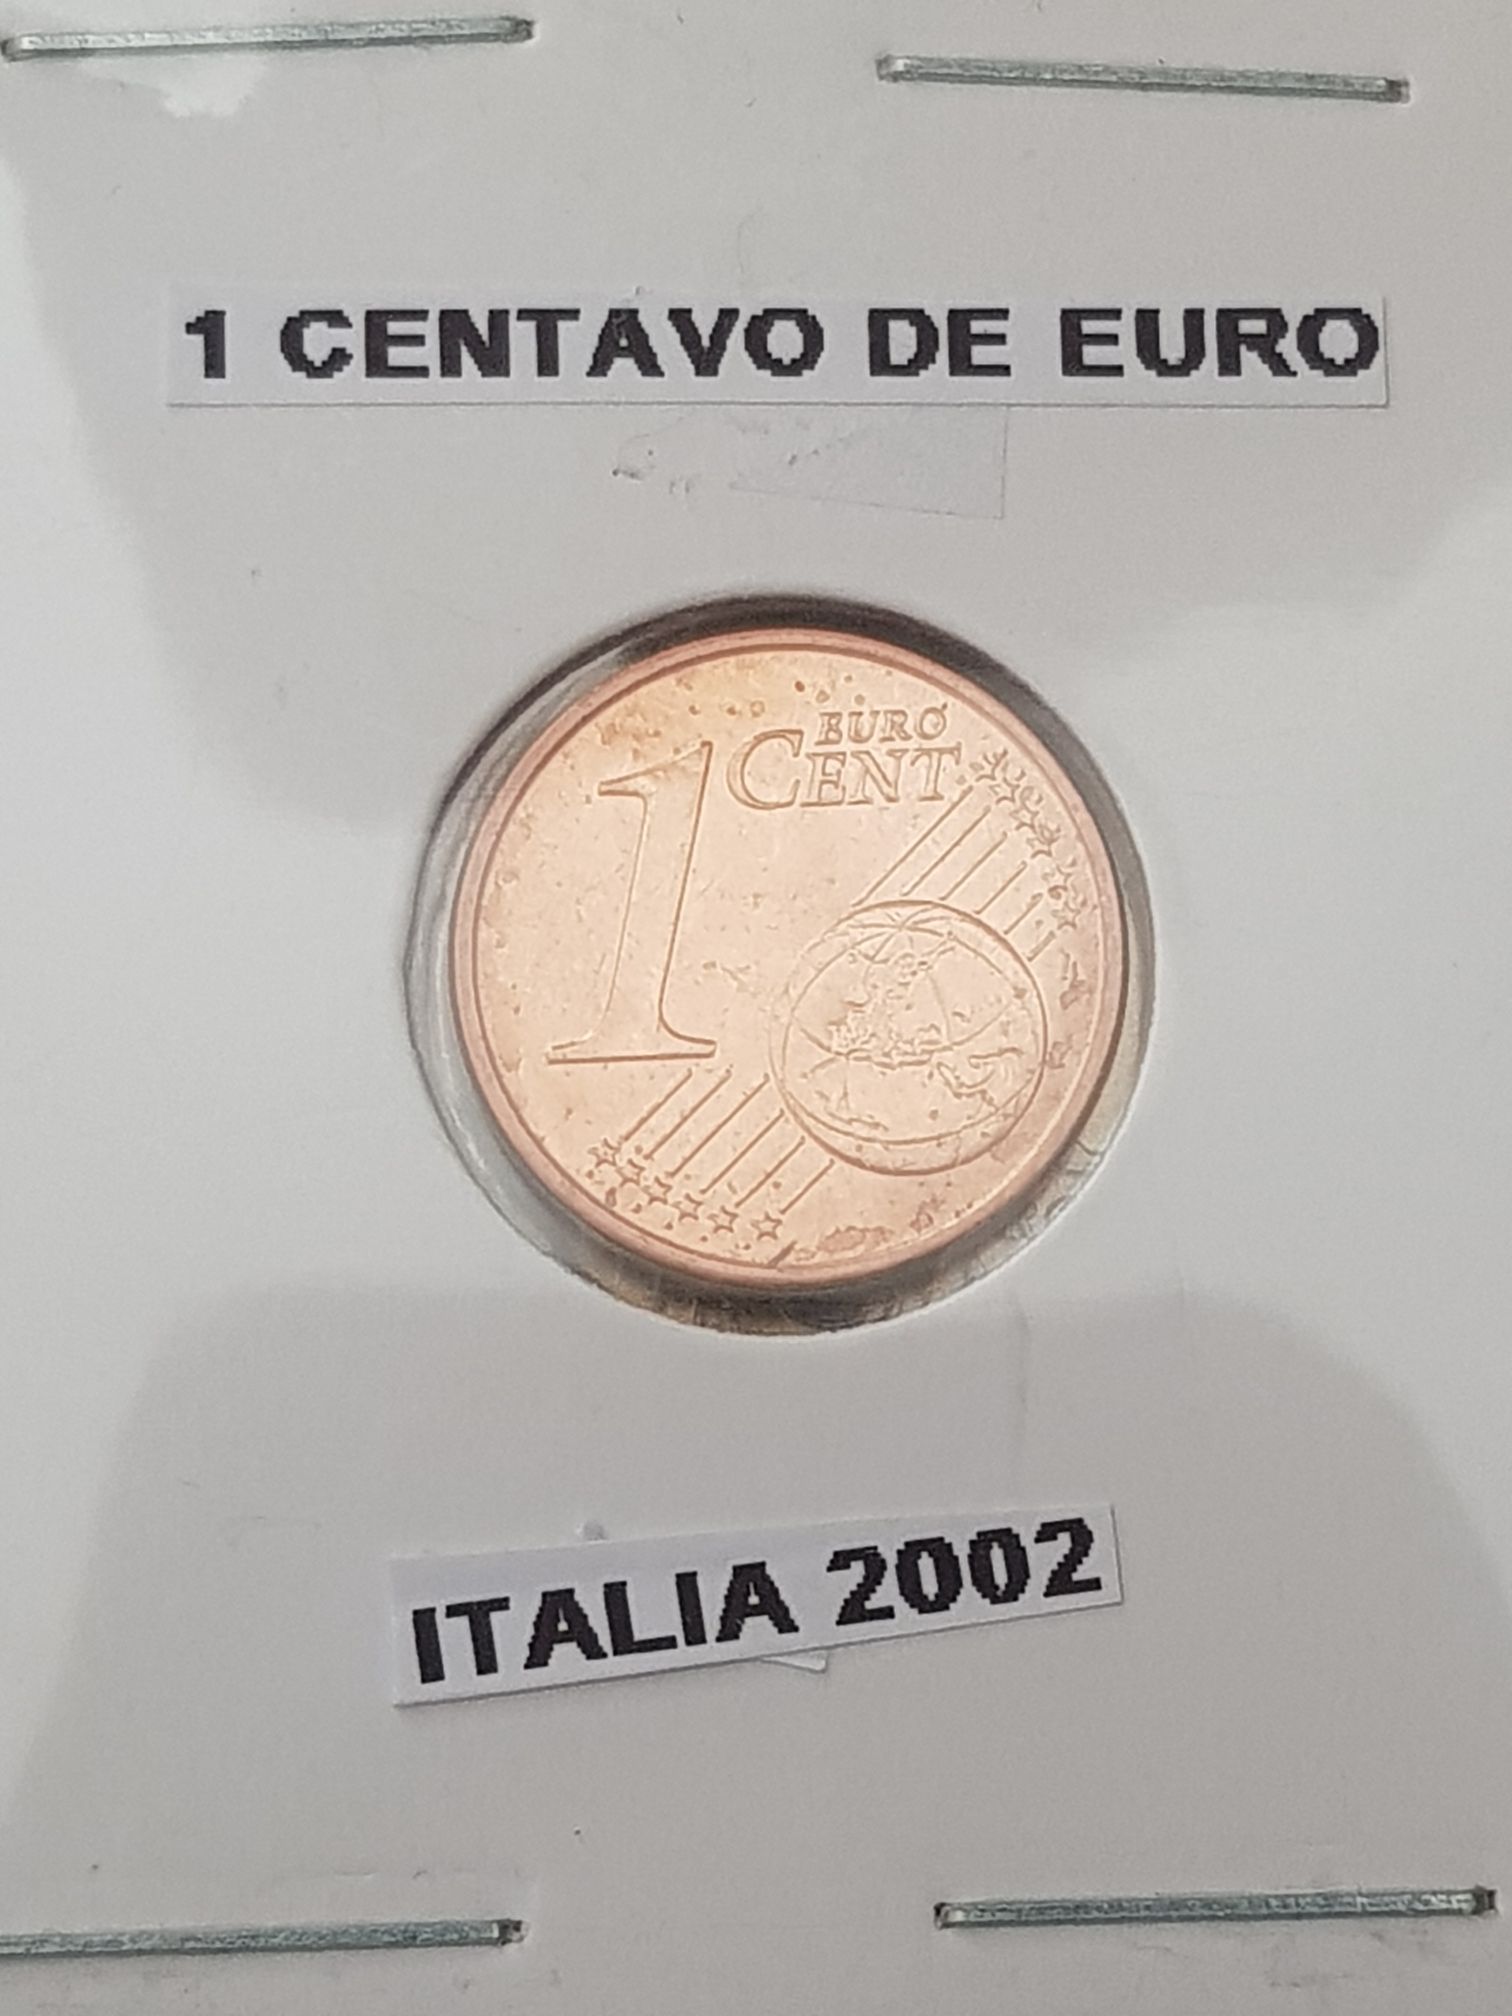 1 CENTAVO DE EURO
1
EURO
CENT
ITALIA 2002